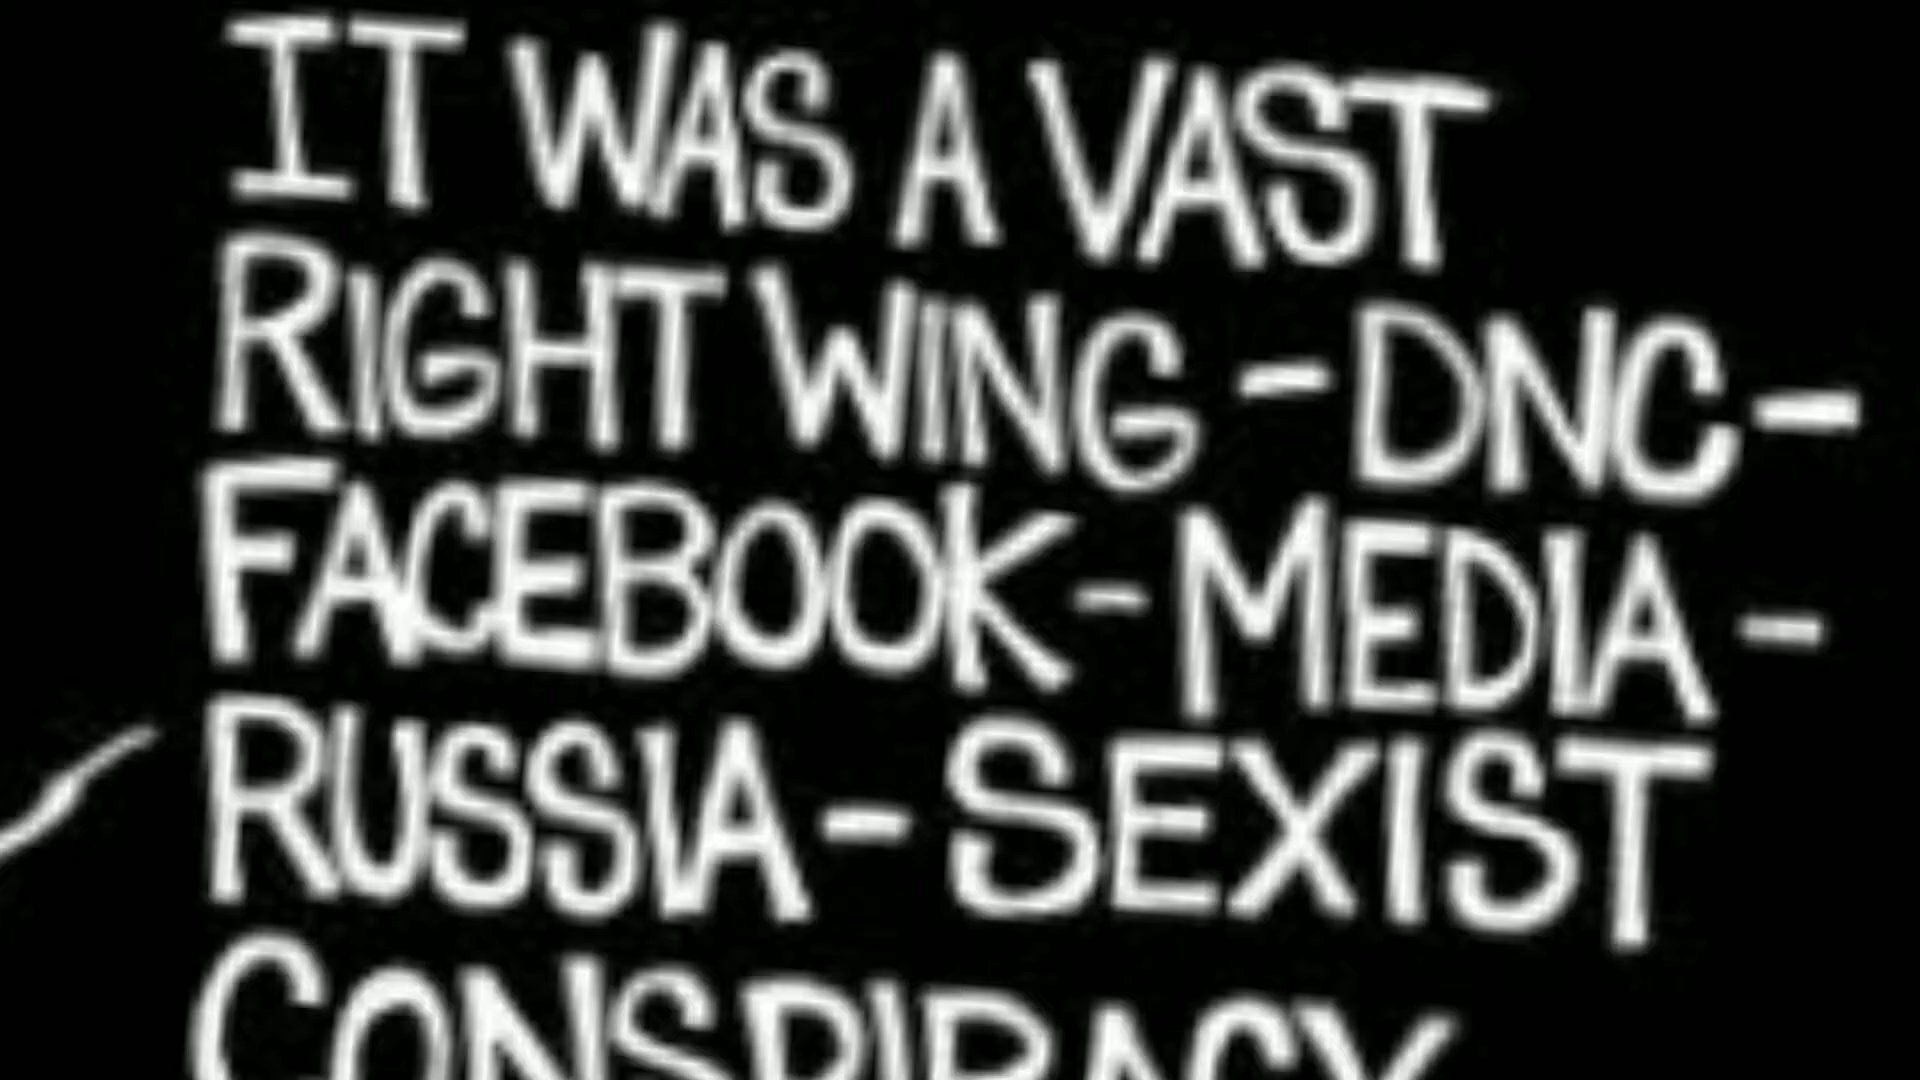 IT WAS A VAST
RIGHT WING - DNC -
FACEBOOK - MEDIA -
RUSSIA - SEXIST
CONSPIRACY